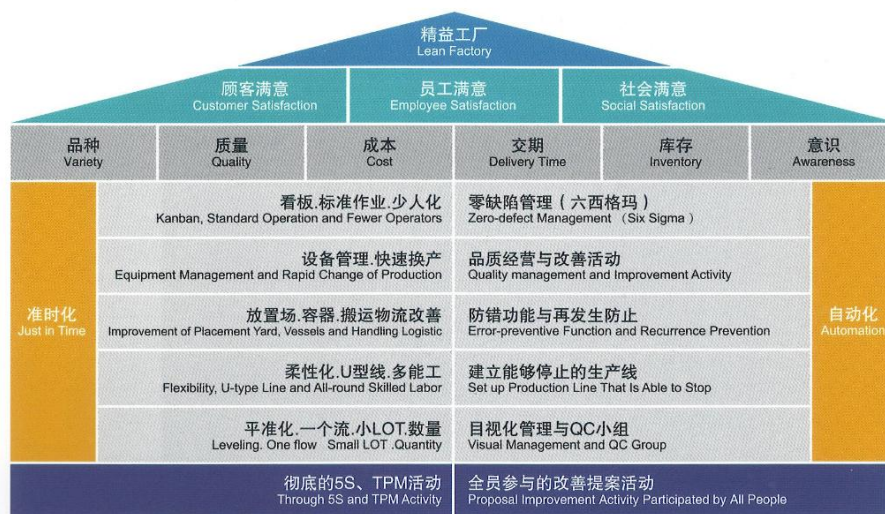 精益工厂
Lean Factory
顾客满意
Customer Satisfaction
员工满意
Employee Satisfaction
社会满意
Social Satisfaction
品种
Variety
质量
Quality
成本
Cost
交期
Delivery Time
库存
Inventory
意识
Awareness
准时化
Just in Time
看板.标准作业.少人化
Kanban, Standard Operation and Fewer Operators
设备管理.快速换产
Equipment Management and Rapid Change of Production
放置场.容器.搬运物流改善
Improvement of Placement Yard, Vessels and Handling Logistic
柔性化.U型线.多能工
Flexibility, U-type Line and All-round Skilled Labor
平准化.一个流.小LOT.数量
Leveling. One flow Small LOT .Quantity
零缺陷管理（六西格玛）
Zero-defect Management （Six Sigma ）
品质经营与改善活动
Quality management and Improvement Activity
防错功能与再发生防止
Error-preventive Function and Recurrence Prevention
建立能够停止的生产线
Set up Production Line That Is Able to Stop
目视化管理与QC小组
Visual Management and QC Group
自动化
Automation
彻底的5S、TPM活动
Through 5S and TPM Activity
全员参与的改善提案活动
Proposal Improvement Activity Participated by All People